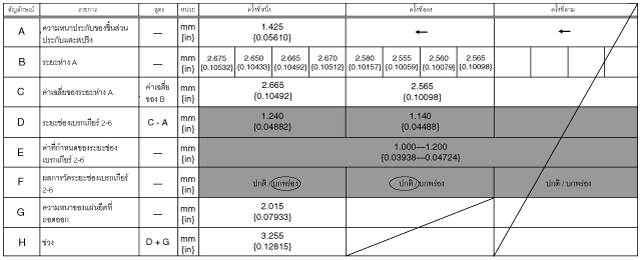 สัญลักษณ์ รายการ สูตร หน่วย ครั้งที่หนึ่ง ครั้งที่สอง ครั้งที่สาม
A ความหนาประกับของชิ้นส่วน — mm 1.425 ← ←
ประกับและสปริง {in} {0.05610}
B ระยะห่าง A — mm 2.675 2.650 2.665 2.670 2.580 2.555 2.560 2.565
{in} {0.10532} {0.10433} {0.10492} {0.10512} {0.10157} {0.10059} {0.10079} {0.10098}
C ค่าเฉลี่ยของระยะห่าง A ค่าเฉลี่ย mm 2.665 2.565
ของ B {in} {0.10492} {0.10098}
D ระยะช่องเบรกเกียร์ 2-6 C - A mm 1.240 1.140
{in} {0.04882} {0.04488}
E ค่าที่กำหนดของระยะช่อง — mm 1.000—1.200
เบรกเกียร์ 2-6 {in} {0.03938—0.04724}
F ผลการวัดระยะช่องเบรกเกียร์ — mm ปกติ / บกพร่อง ปกติ / บกพร่อง ปกติ / บกพร่อง
2-6 {in}
G ความหนาของแผ่นยึดที่ — mm 2.015
ถอดออก {in} {0.07933}
H ช่วง D + G mm 3.255
{in} {0.12815}